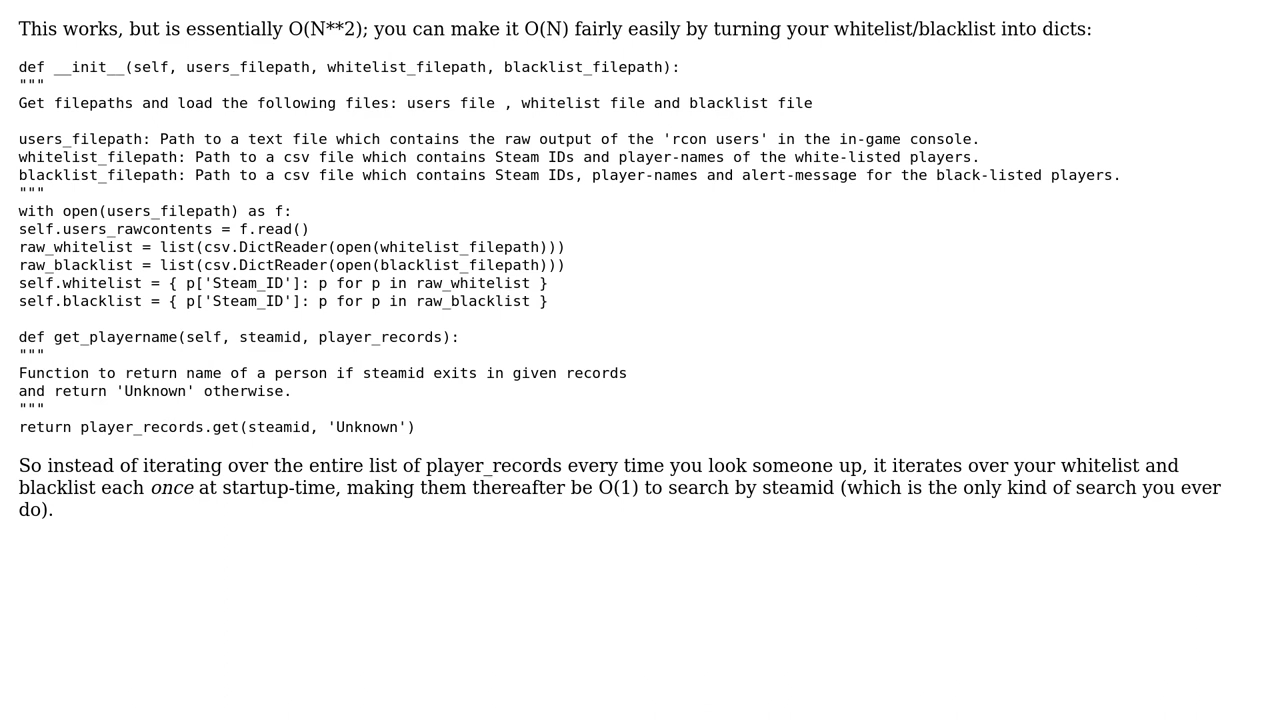 This works, but is essentially O(N**2); you can make it O(N) fairly easily by turning your whitelist/blacklist into dicts:
def __init__(self, users_filepath, whitelist_filepath, blacklist_filepath):
"""
Get filepaths and load the following files: users file , whitelist file and blacklist file
users_filepath: Path to a text file which contains the raw output of the 'rcon users' in the in-game console.
whitelist_filepath: Path to a csv file which contains Steam IDs and player-names of the white-listed players.
blacklist_filepath: Path to a csv file which contains Steam IDs, player-names and alert-message for the black-listed players.
"""
with open(users_filepath) as f:
self.users_rawcontents = f.read()
raw_whitelist = list(csv.DictReader(open(whitelist_filepath)))
raw_blacklist = list(csv.DictReader(open(blacklist_filepath)))
self.whitelist = { p['Steam_ID']: p for p in raw_whitelist }
self.blacklist = { p['Steam_ID']: p for p in raw_blacklist }
def get_playername(self, steamid, player_records):
"""
Function to return name of a person if steamid exits in given records
and return 'Unknown' otherwise.
"""
return player_records.get(steamid, 'Unknown')
So instead of iterating over the entire list of player_records every time you look someone up, it iterates over your whitelist and
blacklist each once at startup-time, making them thereafter be O(1) to search by steamid (which is the only kind of search you ever
do).